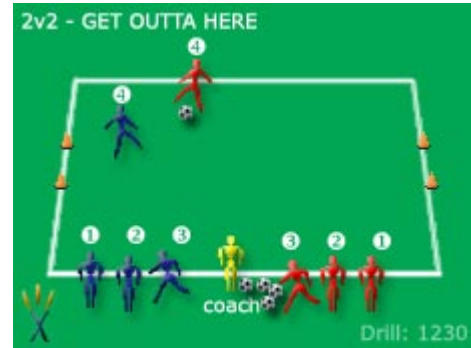 2v2 - GET OUTTA HERE
4
4
1 2 3 3 2 1
coach
Drill: 1230